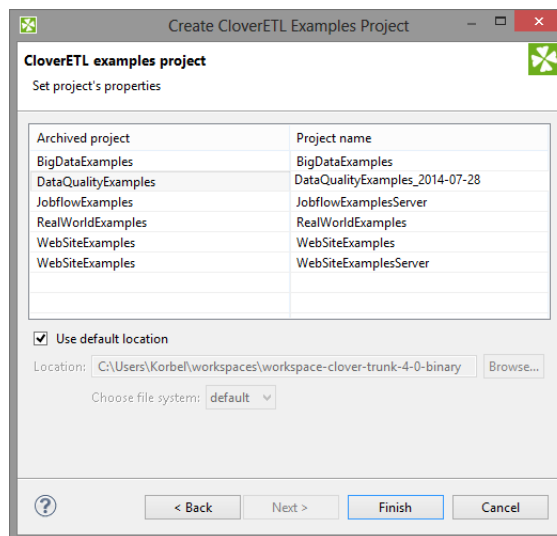 Create CloverETL Examples Project
CloverETL examples project
Set project's properties
Archived project Project name
BigDataExamples BigDataExamples
DataQualityExamples DataQualityExamples_2014-07-28
JobflowExamples JobflowExamplesServer
RealWorldExamples RealWorldExamples
WebSiteExamples WebSiteExamples
WebSiteExamples WebSiteExamplesServer
Use default location
Location: C:\Users\Korbel\workspaces\workspace-clover-trunk-4-0-binary Browse...
Choose file system: default
? < Back Next > Finish Cancel